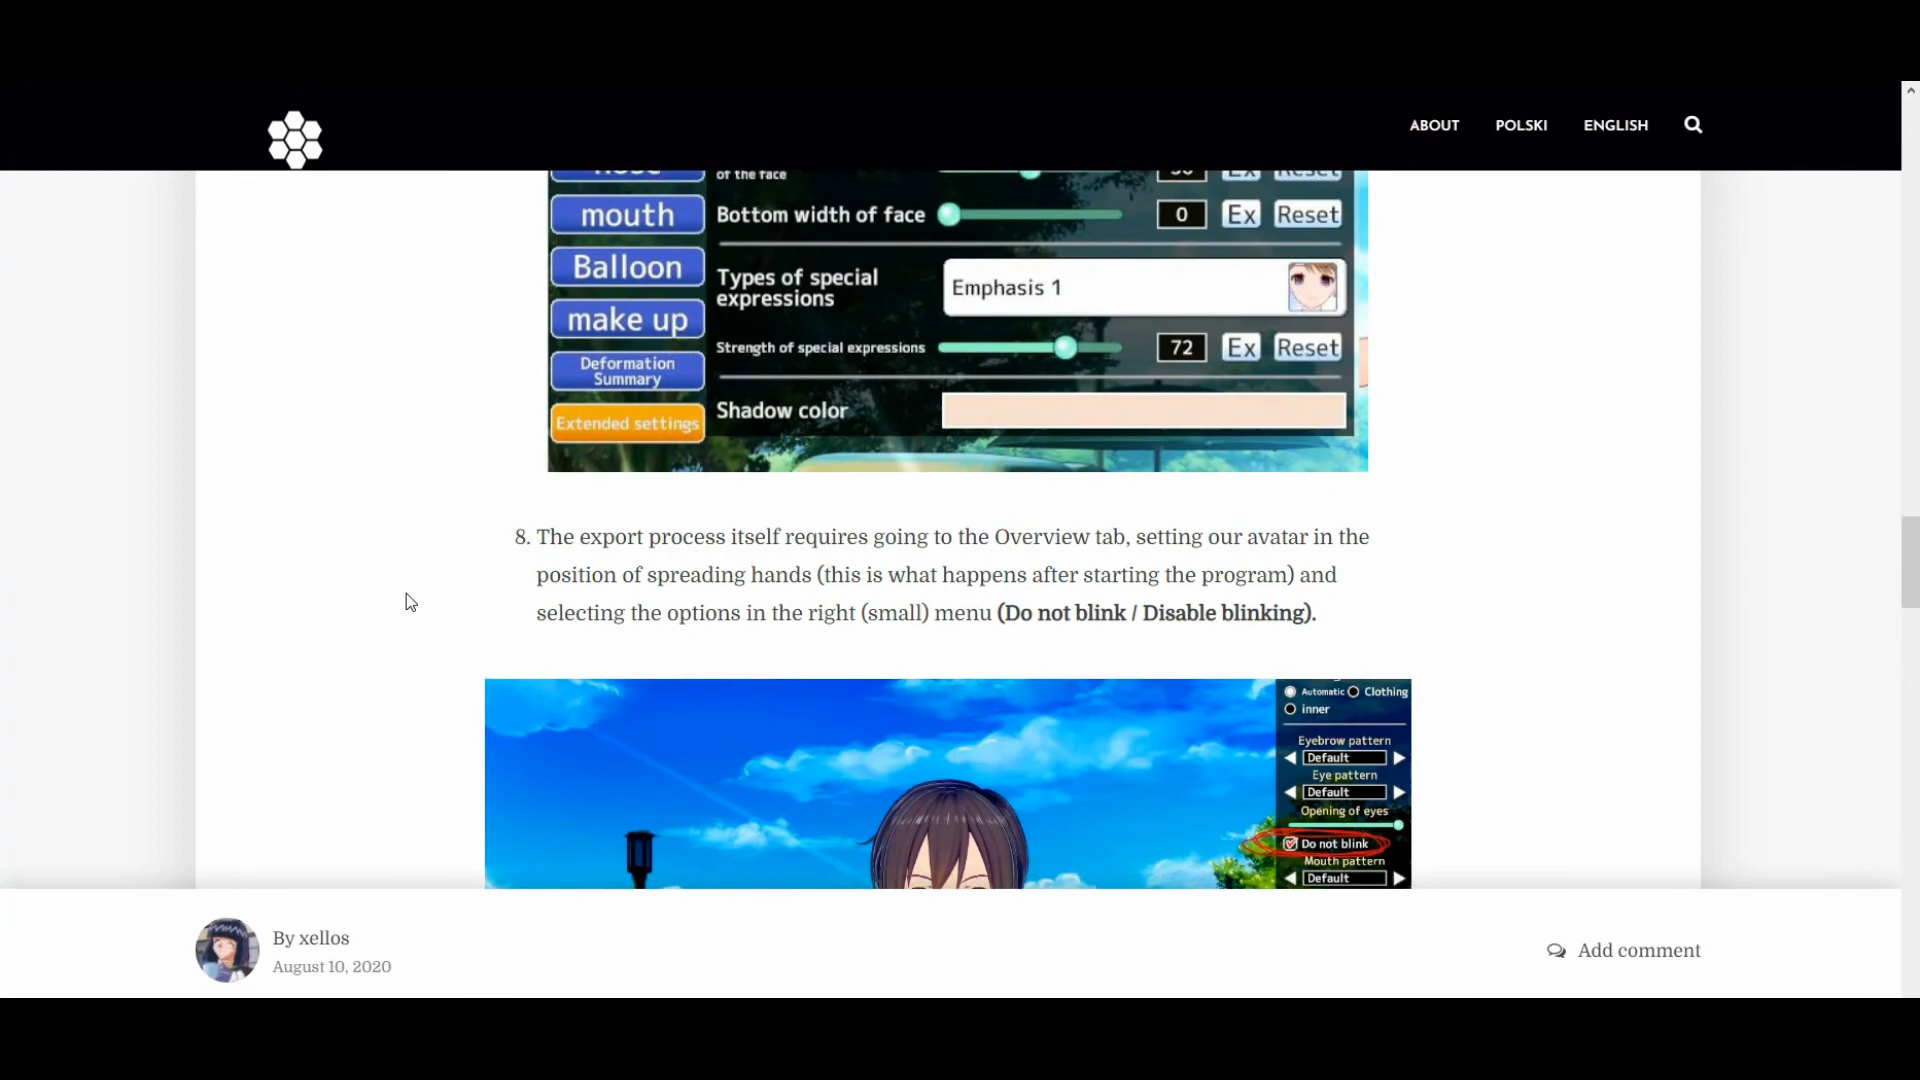 ABOUT POLSKI ENGLISH
of the face Ex Reset
mouth Bottom width of face 0 Ex Reset
Balloon Types of special expressions Emphasis 1
make up Strength of special expressions 72 Ex Reset
Deformation Summary
Extended settings Shadow color
8. The export process itself requires going to the Overview tab, setting our avatar in the
position of spreading hands (this is what happens after starting the program) and
selecting the options in the right (small) menu (Do not blink / Disable blinking).
Automatic Clothing
inner
Eyebrow pattern
Default
Eye pattern
Default
Opening of eyes
Do not blink
Mouth pattern
Default
By xellos
August 10, 2020
Add comment